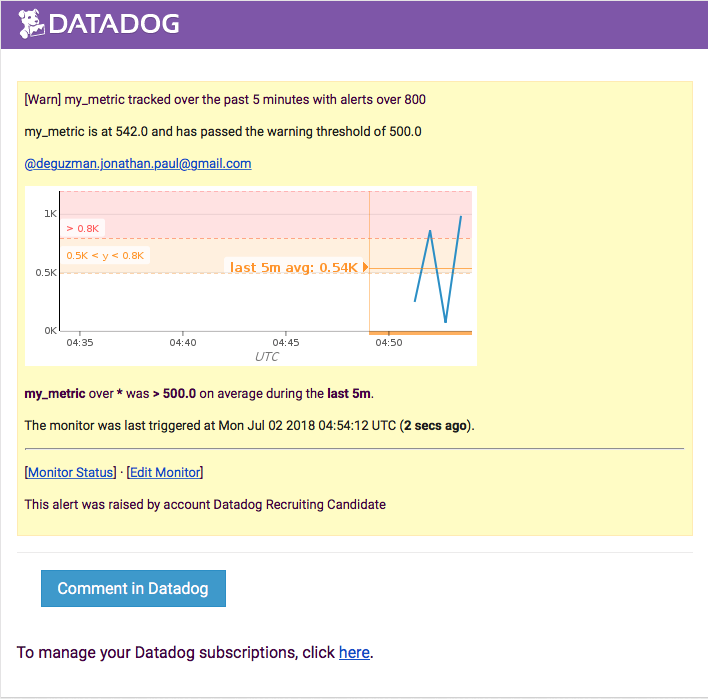 DATADOG
[Warn] my_metric tracked over the past 5 minutes with alerts over 800
my_metric is at 542.0 and has passed the warning threshold of 500.0
@deguzman.jonathan.paul@gmail.com
1K
> 0.8K
0.5K < y < 0.8K
last 5m avg: 0.54K
0.5K
0K
04:35 04:40 04:45 04:50
UTC
my_metric over * was > 500.0 on average during the last 5m.
The monitor was last triggered at Mon Jul 02 2018 04:54:12 UTC (2 secs ago).
[Monitor Status] · [Edit Monitor]
This alert was raised by account Datadog Recruiting Candidate
Comment in Datadog
To manage your Datadog subscriptions, click here.